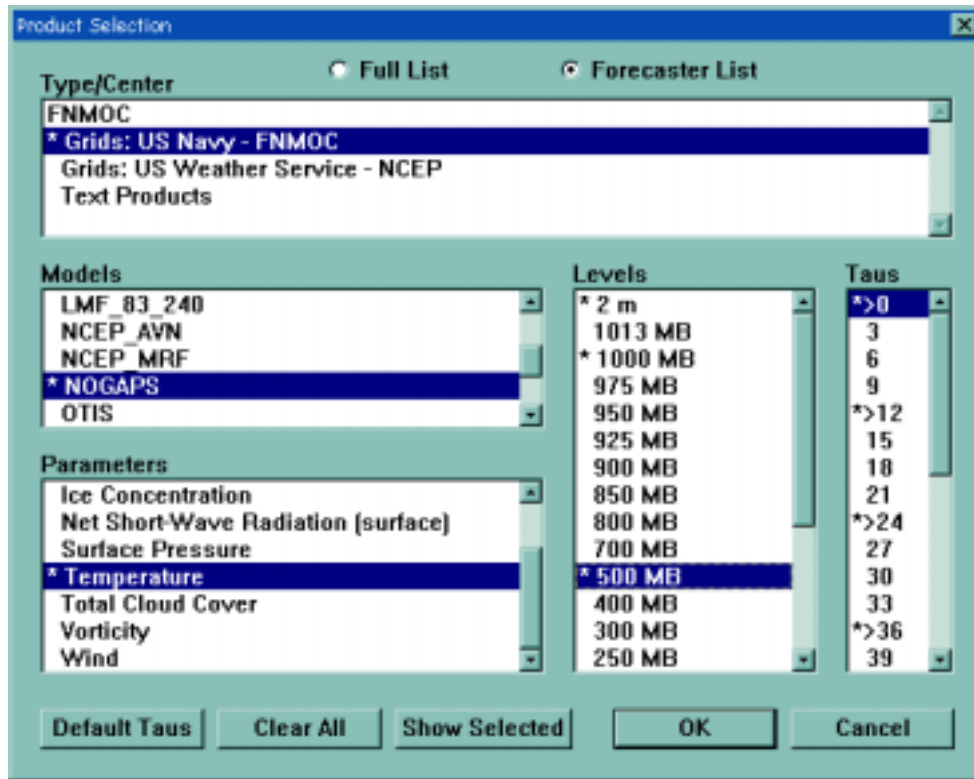 Product Selection
Full List
Forecaster List
Type/Center
FNMOC
* Grids: US Navy - FNMOC
Grids: US Weather Service - NCEP
Text Products
Models
LMF_83_240
NCEP_AVN
NCEP_MRF
* NOGAPS
OTIS
Parameters
Ice Concentration
Net Short-Wave Radiation (surface)
Surface Pressure
* Temperature
Total Cloud Cover
Vorticity
Wind
Levels
* 2 m
1013 MB
* 1000 MB
975 MB
950 MB
925 MB
900 MB
850 MB
800 MB
700 MB
* 500 MB
400 MB
300 MB
250 MB
Taus
*>0
3
6
9
*>12
15
18
21
*>24
27
30
33
*>36
39
Default Taus
Clear All
Show Selected
OK
Cancel